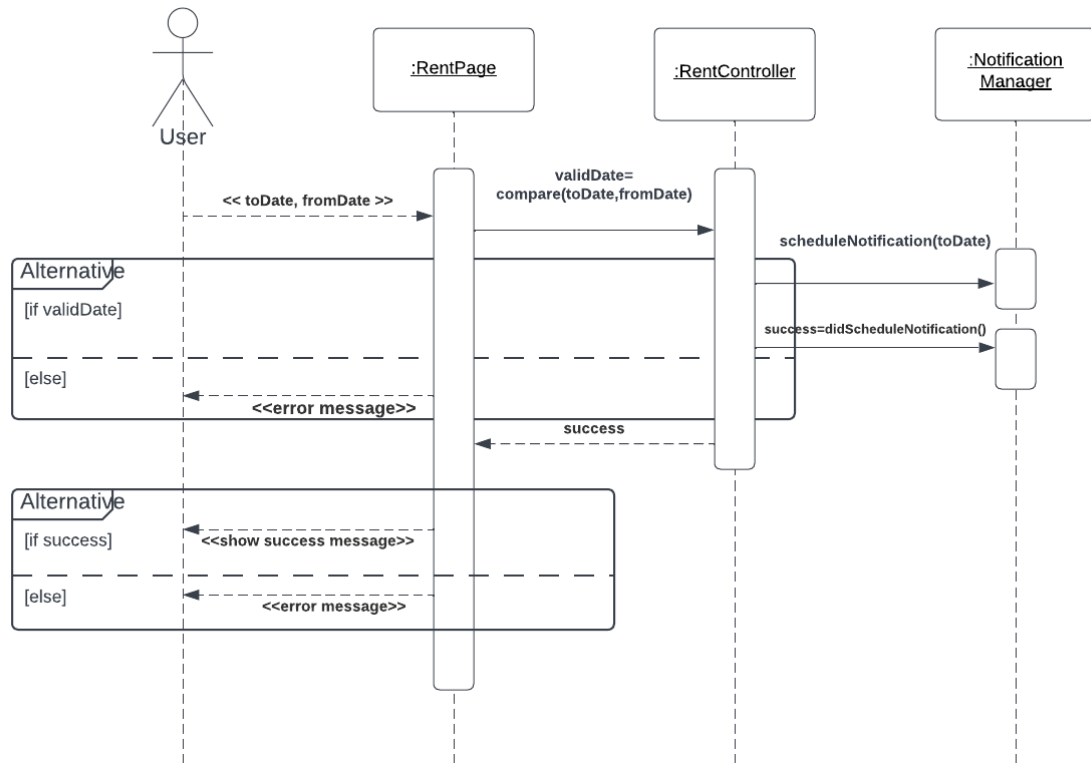 User
:RentPage
:RentController
:Notification
Manager
<< toDate, fromDate >>
validDate=
compare(toDate,fromDate)
scheduleNotification(toDate)
Alternative
[if validDate]
success=didScheduleNotification()
[else]
<<error message>>
success
Alternative
[if success]
<<show success message>>
[else]
<<error message>>